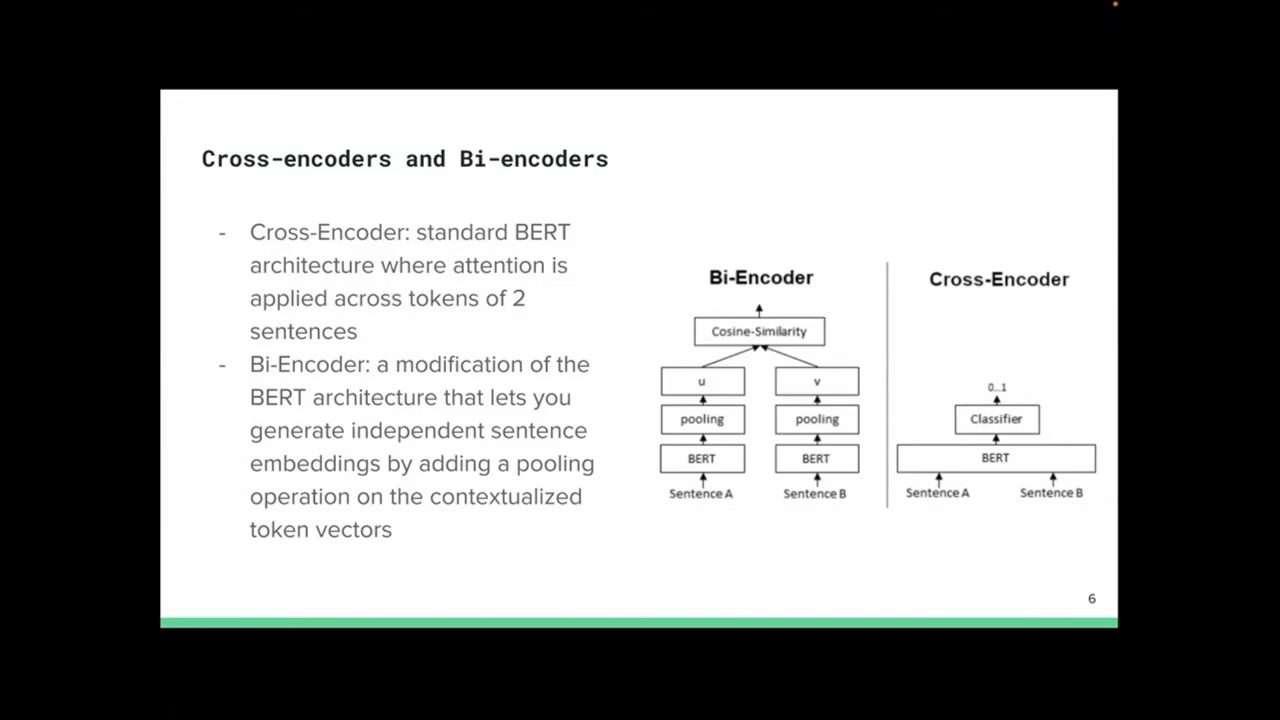 Cross-encoders and Bi-encoders
- Cross-Encoder: standard BERT
architecture where attention is
applied across tokens of 2
sentences
- Bi-Encoder: a modification of the
BERT architecture that lets you
generate independent sentence
embeddings by adding a pooling
operation on the contextualized
token vectors
Bi-Encoder
Cosine-Similarity
u v
pooling pooling
BERT BERT
Sentence A Sentence B
Cross-Encoder
0...1
Classifier
BERT
Sentence A Sentence B
6